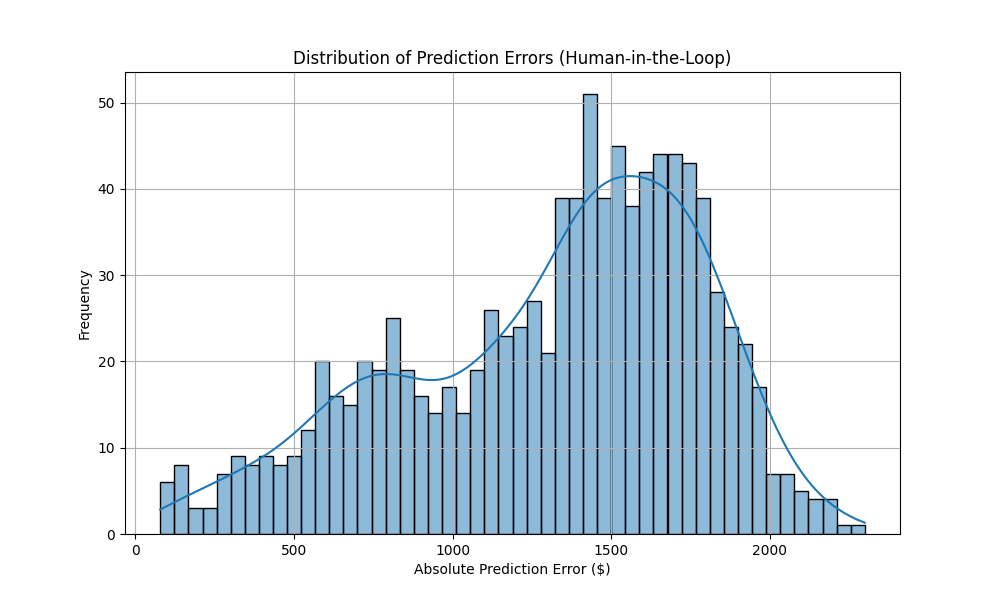 Distribution of Prediction Errors (Human-in-the-Loop)
50
40
30
20
10
0
Frequency
0 500 1000 1500 2000
Absolute Prediction Error ($)